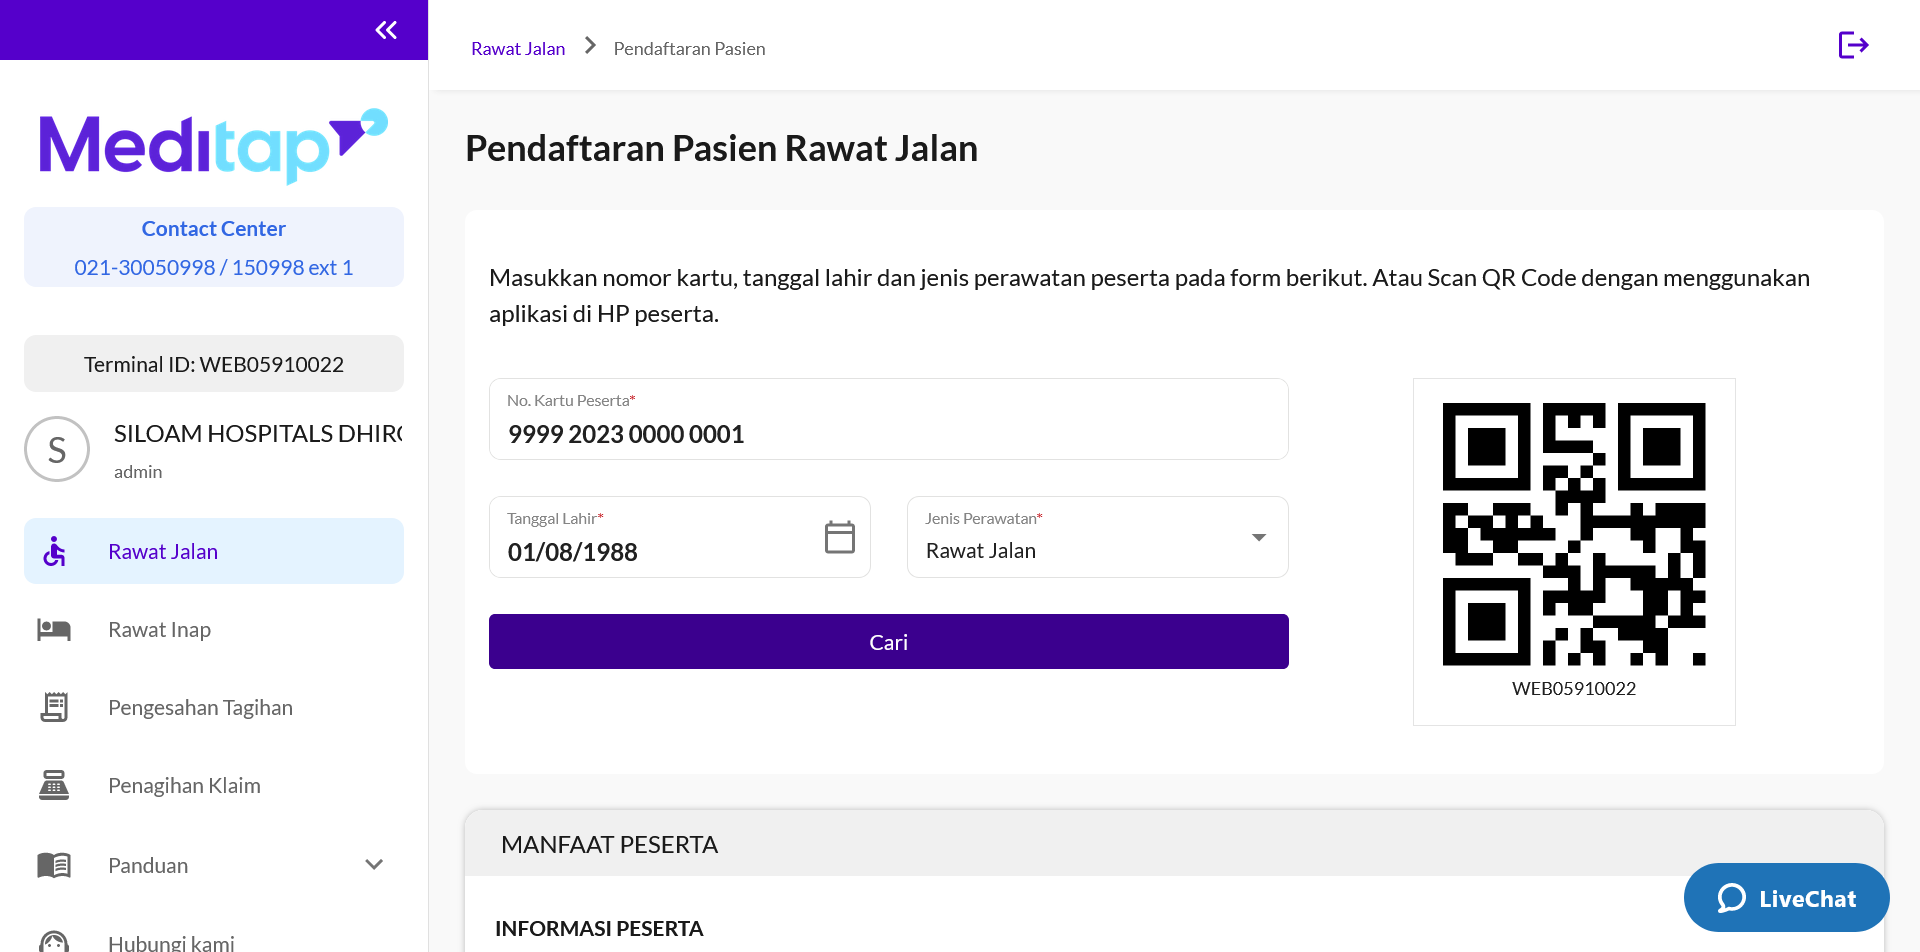 Meditap
Contact Center
021-30050998 / 150998 ext 1
Terminal ID: WEB05910022
S
SILOAM HOSPITALS DHIRO
admin
Rawat Jalan
Rawat Inap
Pengesahan Tagihan
Penagihan Klaim
Panduan
Hubungi kami
Rawat Jalan
Pendaftaran Pasien
Pendaftaran Pasien Rawat Jalan
Masukkan nomor kartu, tanggal lahir dan jenis perawatan peserta pada form berikut. Atau Scan QR Code dengan menggunakan
aplikasi di HP peserta.
No. Kartu Peserta*
9999 2023 0000 0001
Tanggal Lahir*
01/08/1988
Jenis Perawatan*
Rawat Jalan
Cari
WEB05910022
MANFAAT PESERTA
INFORMASI PESERTA
LiveChat